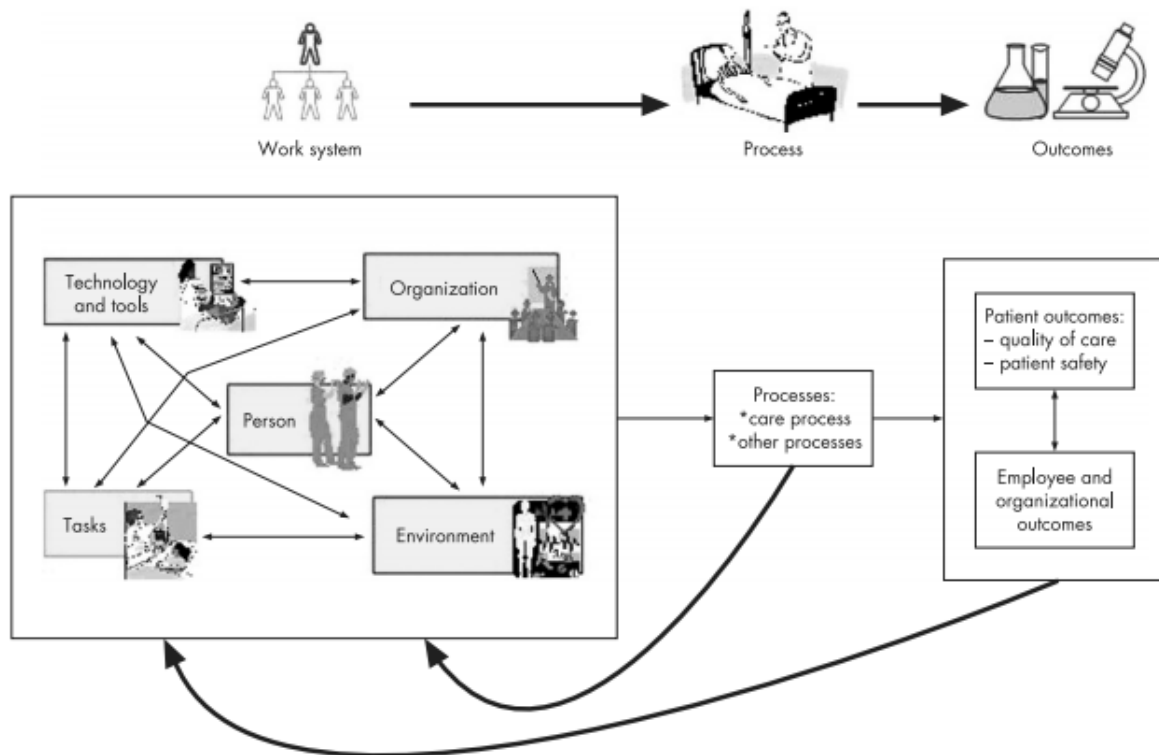 Work system
Process
Outcomes
Technology
and tools
Organization
Person
Tasks
Environment
Processes:
*care process
*other processes
Patient outcomes:
– quality of care
– patient safety
Employee and
organizational
outcomes